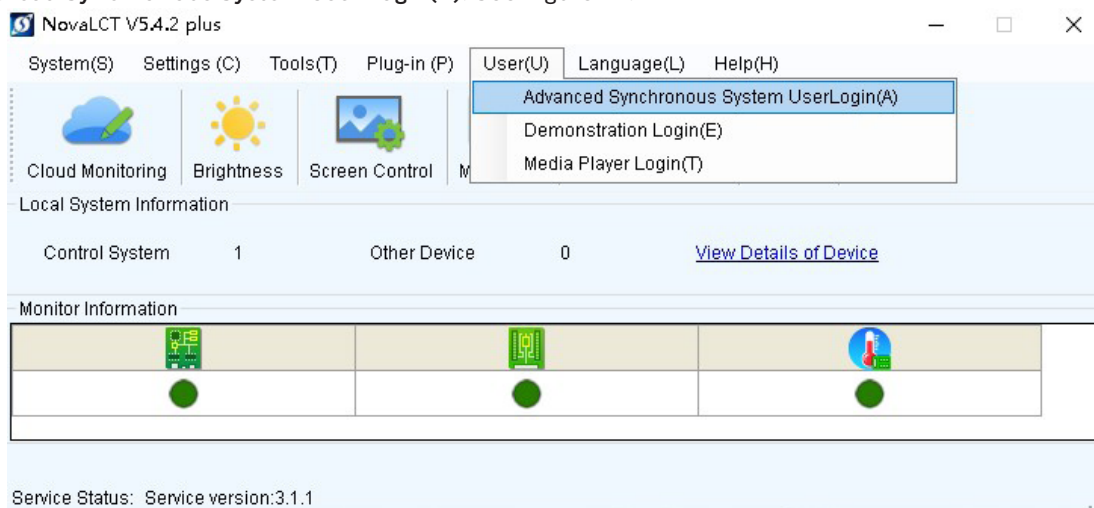 NovaLCT V5.4.2 plus
System(S) Settings (C) Tools(T) Plug-in (P) User(U) Language(L) Help(H)
Advanced Synchronous System UserLogin(A)
Demonstration Login(E)
Media Player Login(T)
Cloud Monitoring Brightness Screen Control
Local System Information
Control System 1 Other Device 0 View Details of Device
Monitor Information
Service Status: Service version:3.1.1